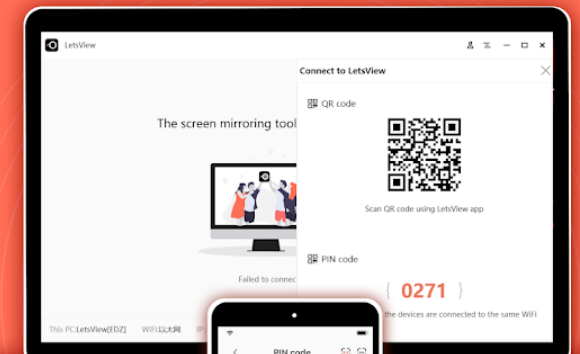 LetsView
Connect to LetsView
QR code
The screen mirroring tool
Scan QR code using LetsView app
PIN code
0271
Failed to connec
the devices are connected to the same WiFi
This PC:LetsView[EDZ] WiFi:以太网 IP:
PIN code